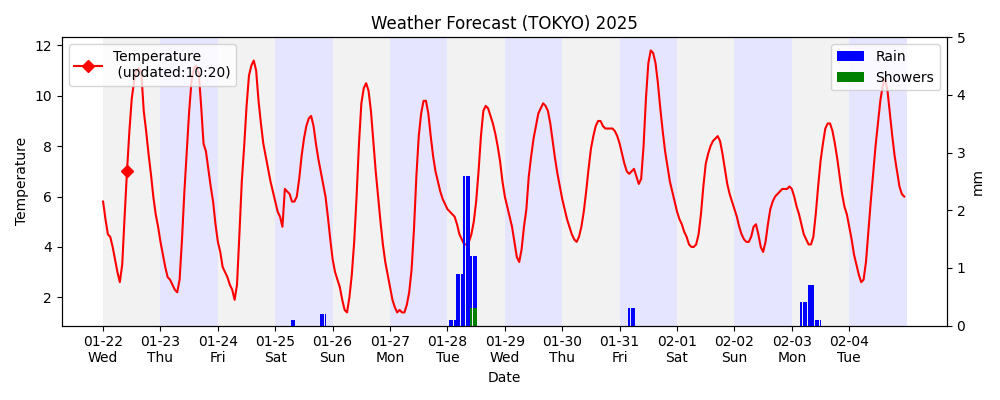 Weather Forecast (TOKYO) 2025
Temperature
(updated:10:20)
Rain
Showers
Temperature
12
10
8
6
4
2
5
4
3
2
1
0
mm
01-22 01-23 01-24 01-25 01-26 01-27 01-28 01-29 01-30 01-31 02-01 02-02 02-03 02-04
Wed Thu Fri Sat Sun Mon Tue Wed Thu Fri Sat Sun Mon Tue
Date